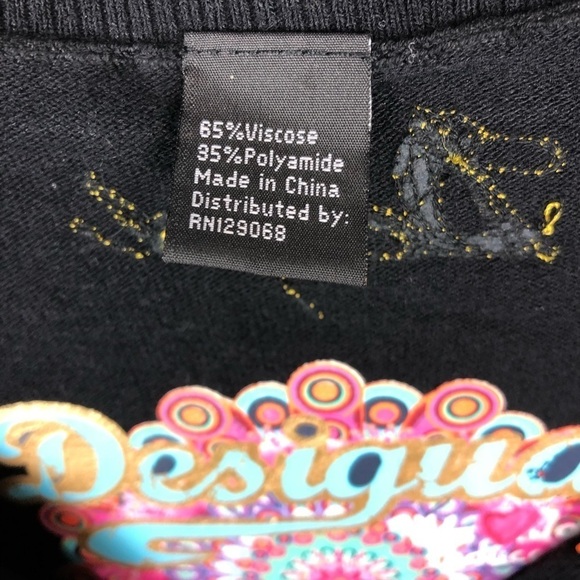 65%Viscose
35%Polyamide
Made in China
Distributed by:
RN129068
Desigual